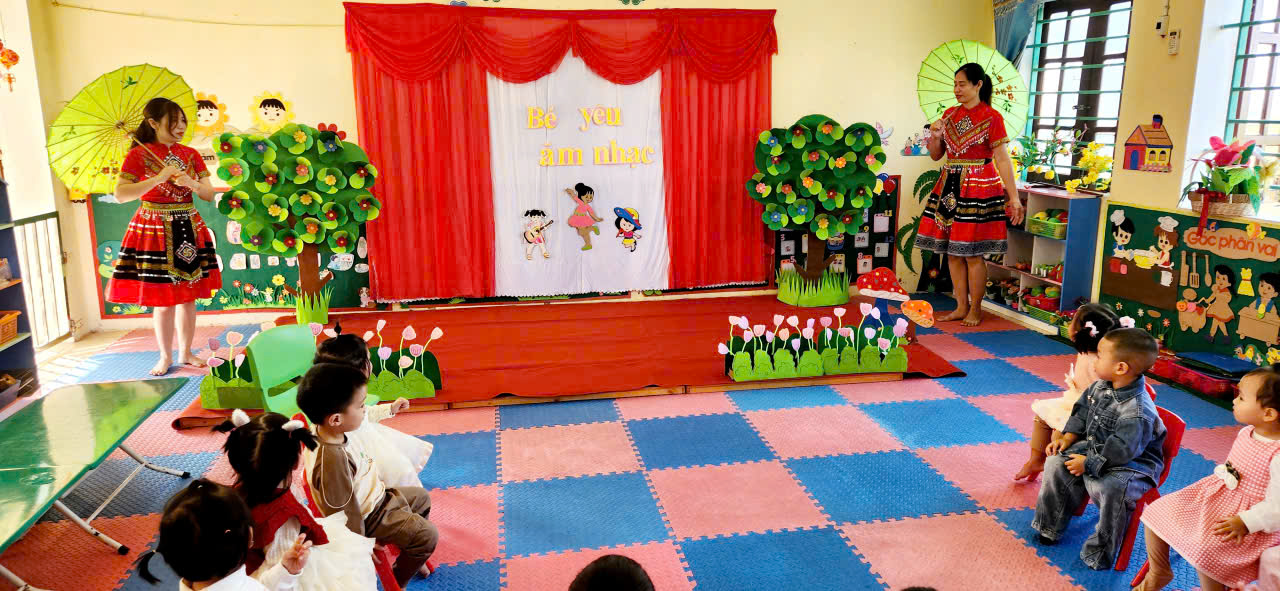 Bé yêu
âm nhạc
Góc phân vai